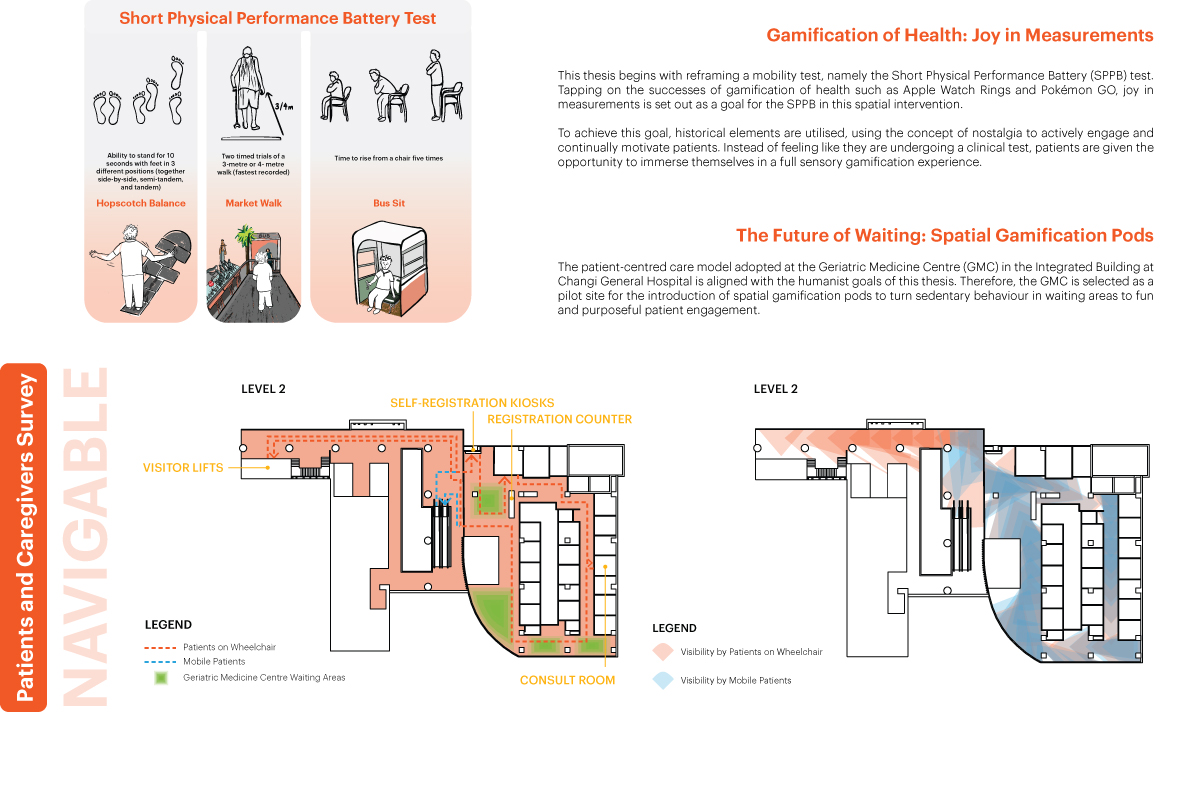 Short Physical Performance Battery Test
3/4m
Ability to stand for 10
seconds with feet in 3
different positions (together
side-by-side, semi-tandem,
and tandem)
Two timed trials of a
3-metre or 4- metre
walk (fastest recorded)
Time to rise from a chair five times
Hopscotch Balance
Market Walk
Bus Sit
Gamification of Health: Joy in Measurements
This thesis begins with reframing a mobility test, namely the Short Physical Performance Battery (SPPB) test.
Tapping on the successes of gamification of health such as Apple Watch Rings and Pokémon GO, joy in
measurements is set out as a goal for the SPPB in this spatial intervention.
To achieve this goal, historical elements are utilised, using the concept of nostalgia to actively engage and
continually motivate patients. Instead of feeling like they are undergoing a clinical test, patients are given the
opportunity to immerse themselves in a full sensory gamification experience.
The Future of Waiting: Spatial Gamification Pods
The patient-centred care model adopted at the Geriatric Medicine Centre (GMC) in the Integrated Building at
Changi General Hospital is aligned with the humanist goals of this thesis. Therefore, the GMC is selected as a
pilot site for the introduction of spatial gamification pods to turn sedentary behaviour in waiting areas to fun
and purposeful patient engagement.
Patients and Caregivers Survey
NAVIGABLE
LEVEL 2
SELF-REGISTRATION KIOSKS
REGISTRATION COUNTER
VISITOR LIFTS
CONSULT ROOM
LEGEND
Patients on Wheelchair
Mobile Patients
Geriatric Medicine Centre Waiting Areas
LEVEL 2
LEGEND
Visibility by Patients on Wheelchair
Visibility by Mobile Patients